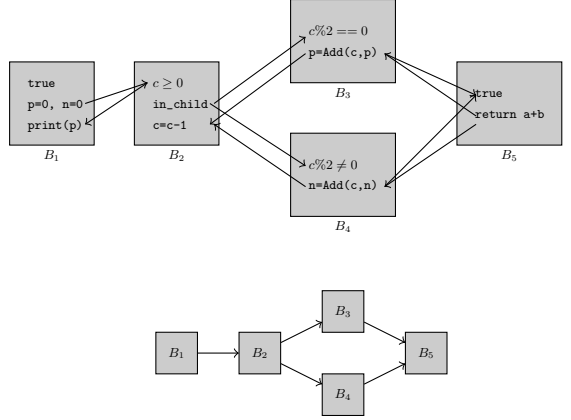 true
p=0, n=0
print(p)
B1
c ≥ 0
in_child
c=c-1
B2
c%2 == 0
p=Add(c,p)
B3
c%2 ≠ 0
n=Add(c,n)
B4
true
return a+b
B5
B1
B2
B3
B4
B5